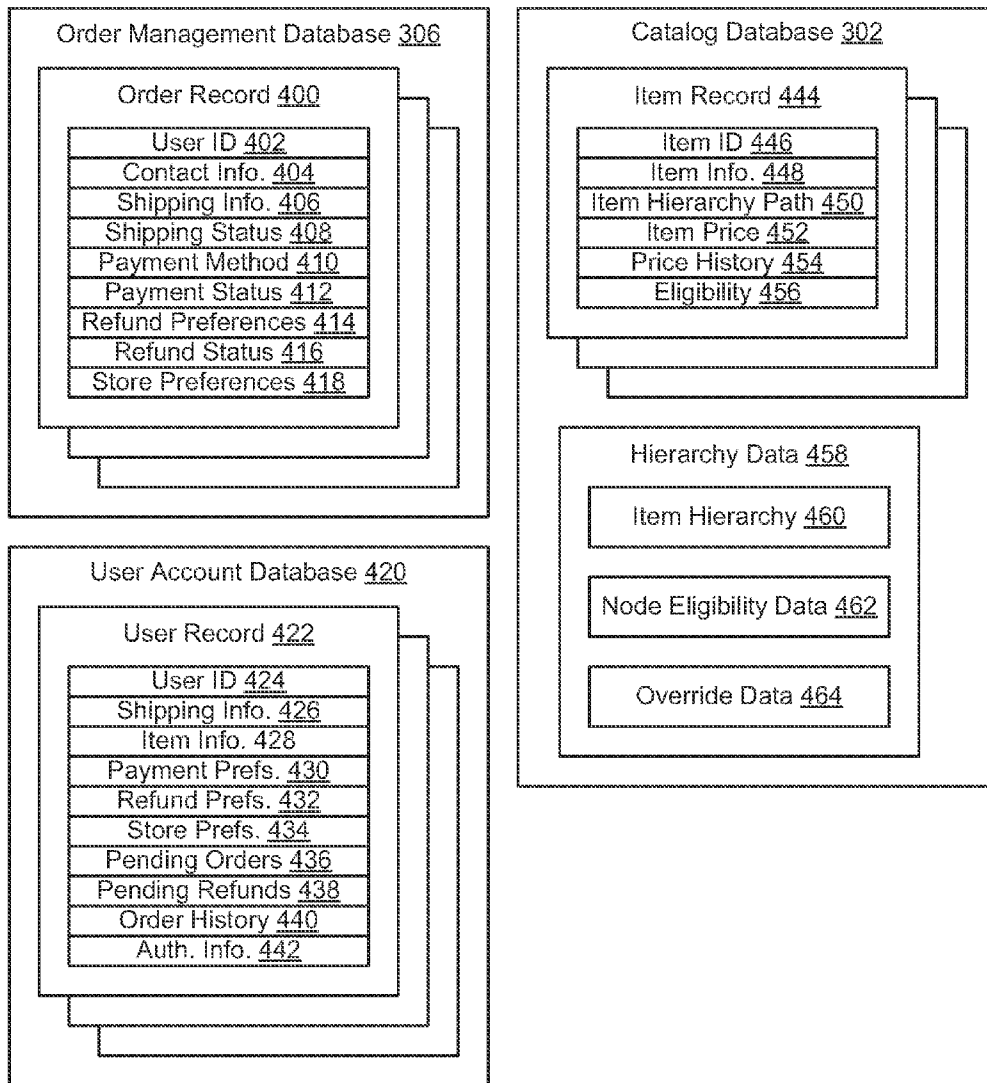 Order Management Database 306
Order Record 400
User ID 402
Contact Info. 404
Shipping Info. 406
Shipping Status 408
Payment Method 410
Payment Status 412
Refund Preferences 414
Refund Status 416
Store Preferences 418
User Account Database 420
User Record 422
User ID 424
Shipping Info. 426
Item Info. 428
Payment Prefs. 430
Refund Prefs. 432
Store Prefs. 434
Pending Orders 436
Pending Refunds 438
Order History 440
Auth. Info. 442
Catalog Database 302
Item Record 444
Item ID 446
Item Info. 448
Item Hierarchy Path 450
Item Price 452
Price History 454
Eligibility 456
Hierarchy Data 458
Item Hierarchy 460
Node Eligibility Data 462
Override Data 464